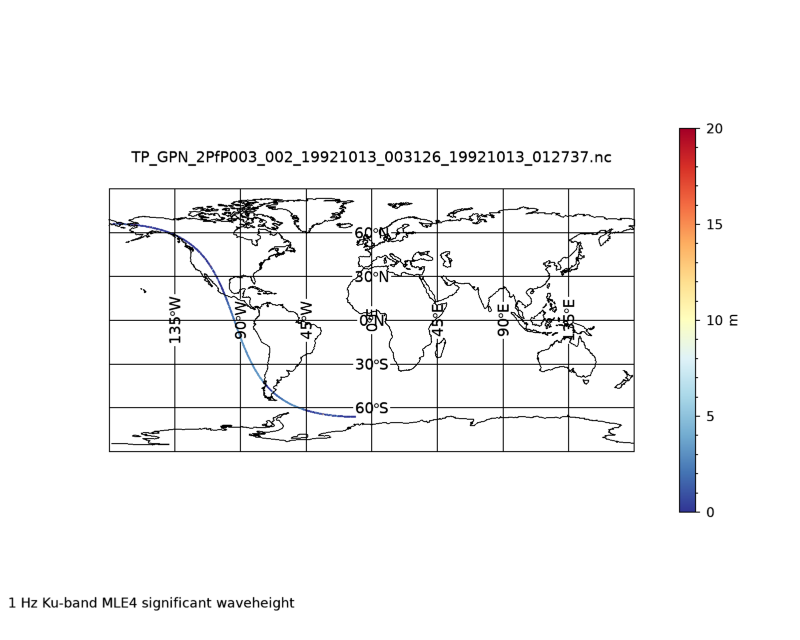 TP_GPN_2PfP003_002_19921013_003126_19921013_012737.nc
20
15
10
5
0
m
60°N
30°N
0°N
30°S
60°S
135°W
90°W
45°W
0°E
45°E
90°E
135°E
1 Hz Ku-band MLE4 significant waveheight